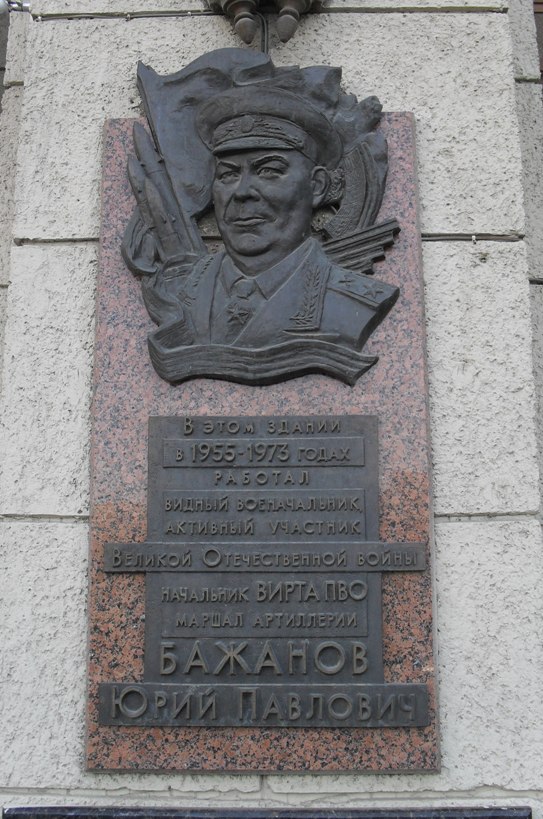 В этом здании
в 1955-1973 годах
работал
видный военачальник,
активный участник
Великой Отечественной войны
начальник ВИРТА ПВО
маршал артиллерии
БАЖАНОВ
Юрий Павлович